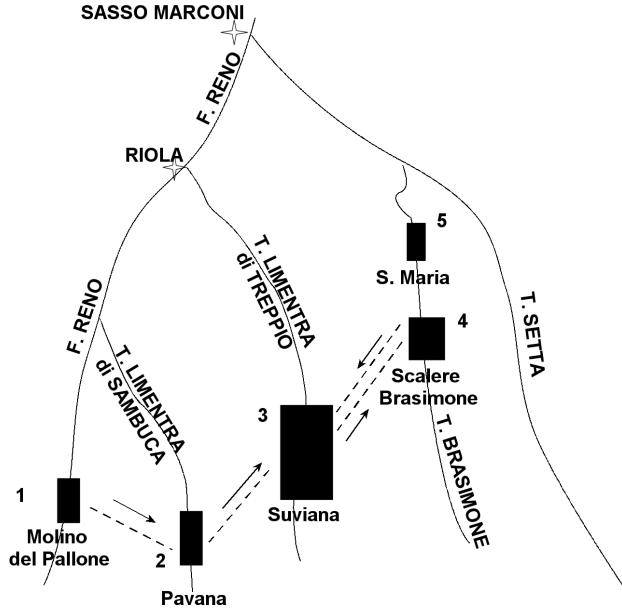 SASSO MARCONI
F. RENO
RIOLA
5
S. Maria
T. LIMENTRA
di TREPPIO
F. RENO
T. SETTA
4
Scalere
Brasimone
T. LIMENTRA
di SAMBUCA
3
T. BRASIMONE
1
Suviana
Molino
del Pallone
2
Pavana